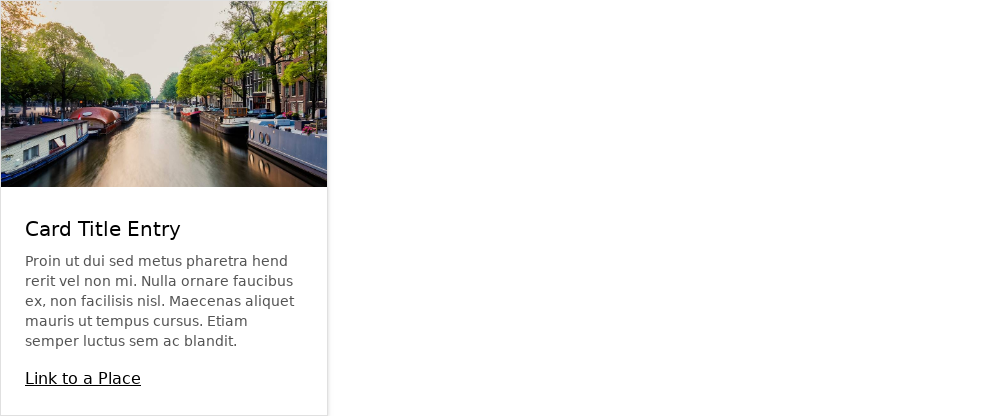 Card Title Entry
Proin ut dui sed metus pharetra hend
rerit vel non mi. Nulla ornare faucibus
ex, non facilisis nisl. Maecenas aliquet
mauris ut tempus cursus. Etiam
semper luctus sem ac blandit.
Link to a Place